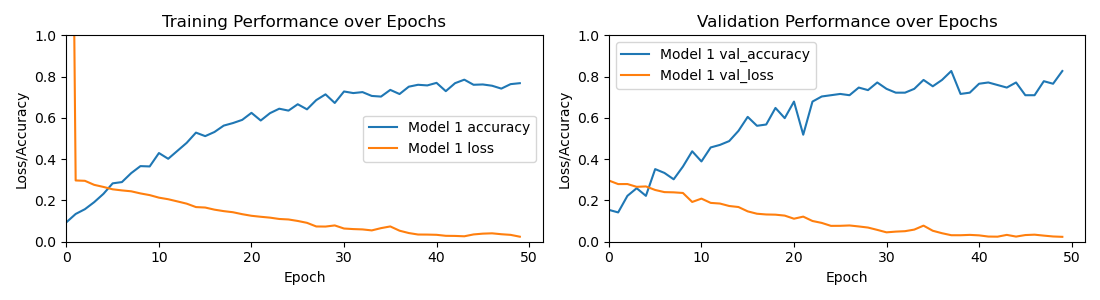 Training Performance over Epochs
Loss/Accuracy
1.0
0.8
0.6
0.4
0.2
0.0
Model 1 accuracy
Model 1 loss
0 10 20 30 40 50
Epoch
Validation Performance over Epochs
Loss/Accuracy
1.0
0.8
0.6
0.4
0.2
0.0
Model 1 val_accuracy
Model 1 val_loss
0 10 20 30 40 50
Epoch